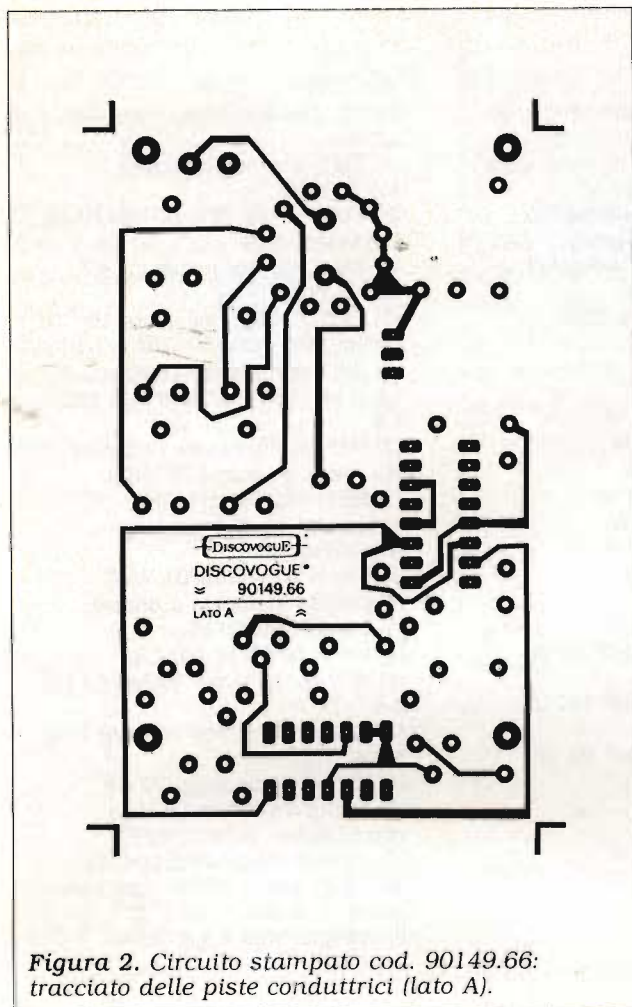 DISCOVOGUE
DISCOVOGUE
90149.66
LATO A
Figura 2. Circuito stampato cod. 90149.66:
tracciato delle piste conduttrici (lato A).